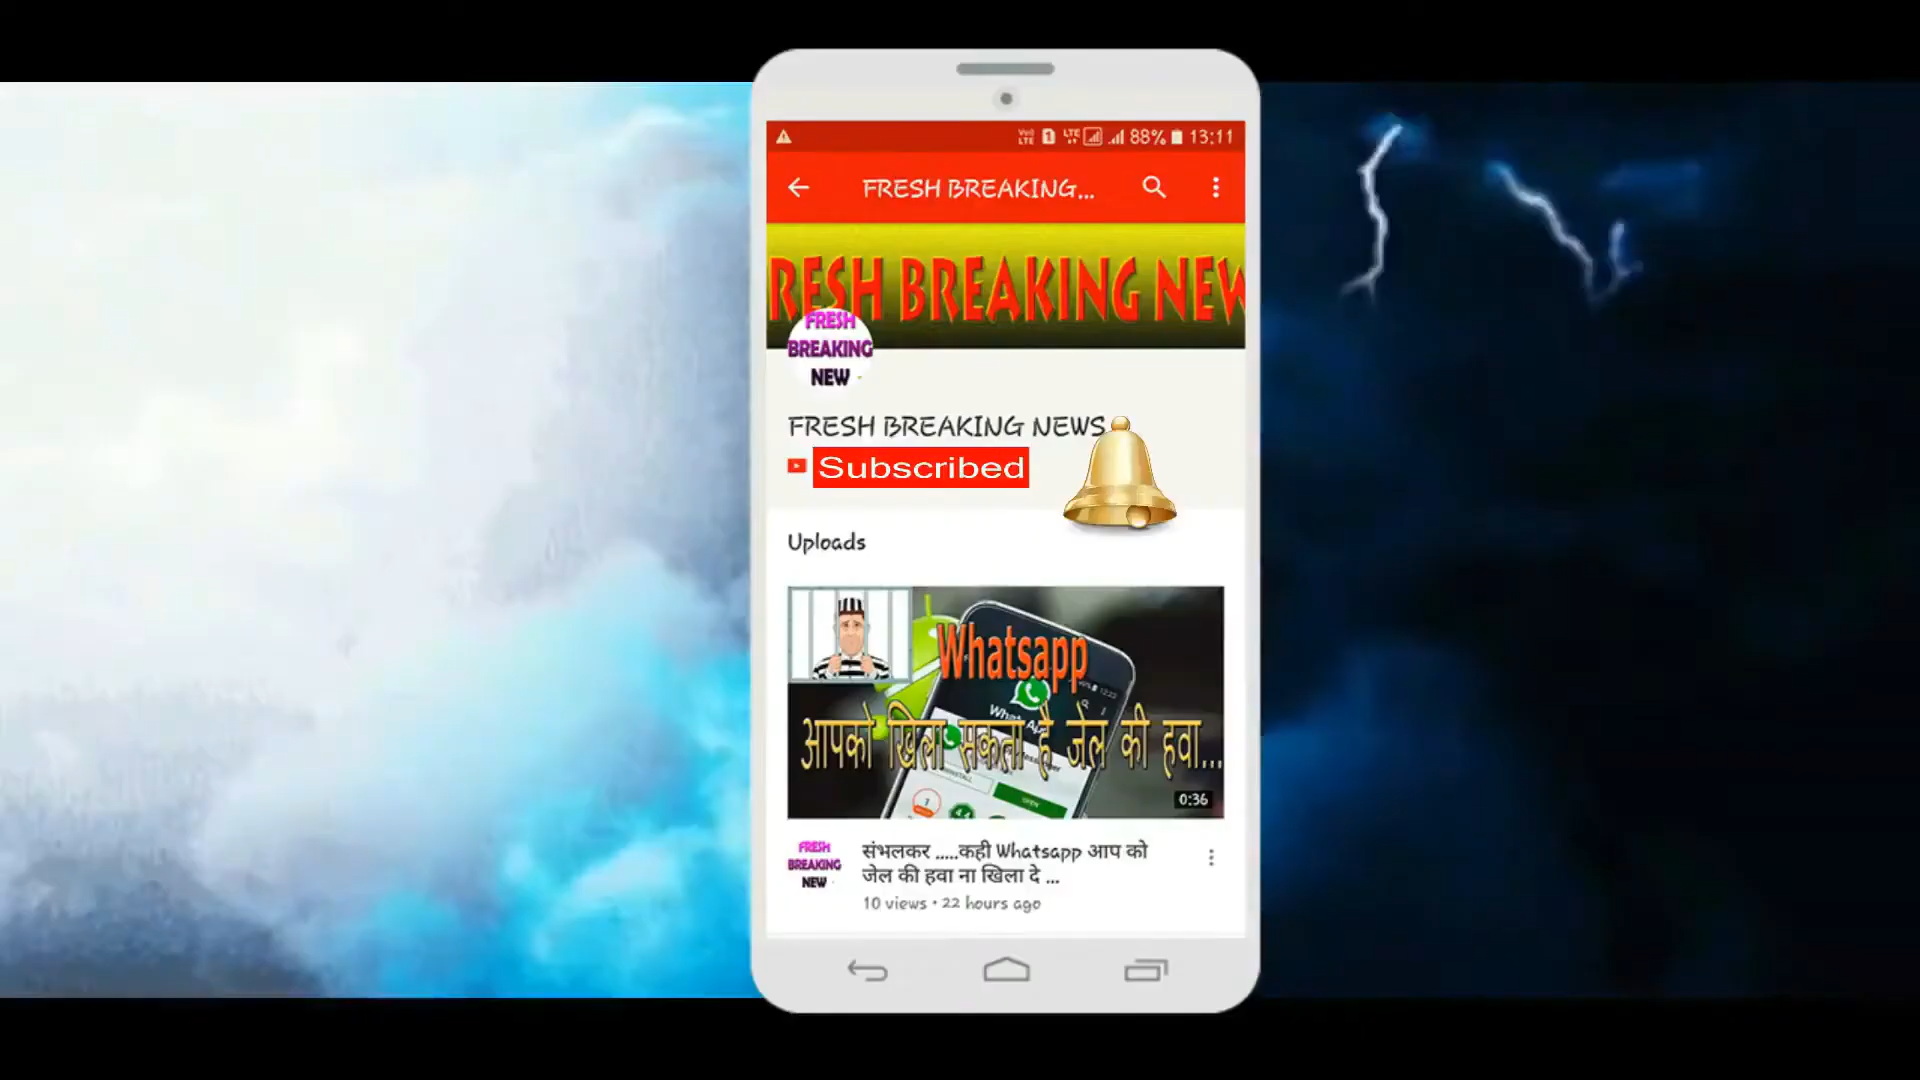 88% 13:11
FRESH BREAKING...
RESH BREAKING NEW
FRESH
BREAKING
NEW
FRESH BREAKING NEWS
Subscribed
Uploads
Whatsapp
आपको खिला सकता है जेल की हवा...
OPEN
0:36
FRESH
BREAKING
NEW
संभलकर .....कही Whatsapp आप को
जेल की हवा ना खिला दे ...
10 views • 22 hours ago